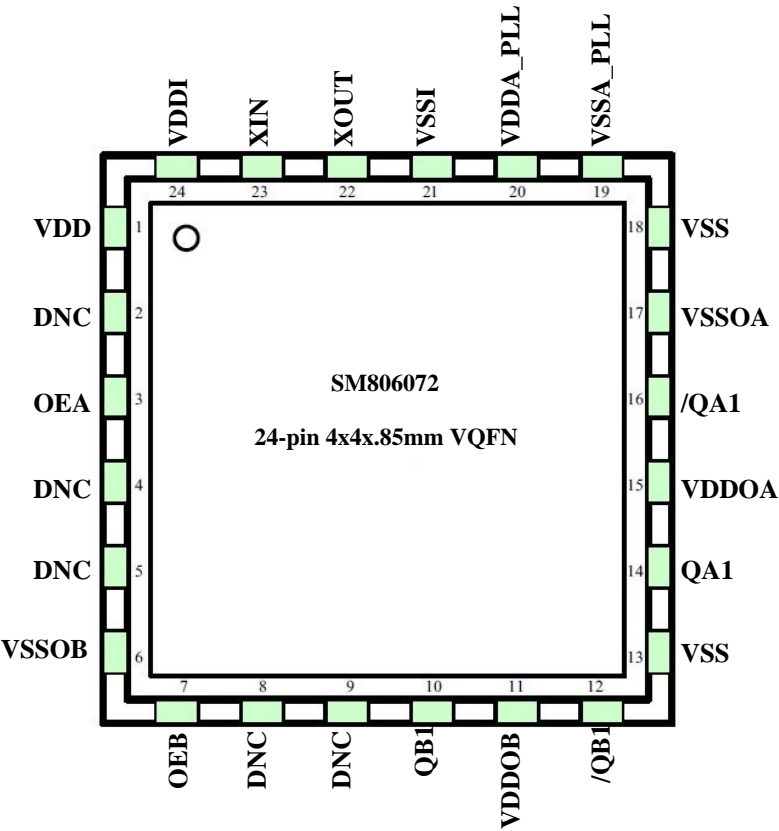 VDDI
XIN
XOUT
VSSI
VDDA_PLL
VSSA_PLL
24
23
22
21
20
19
VDD
1
18
VSS
DNC
2
17
VSSOA
OEA
3
SM806072
16
/QA1
24-pin 4x4x.85mm VQFN
DNC
4
15
VDDOA
DNC
5
14
QA1
VSSOB
6
13
VSS
7
8
9
10
11
12
OEB
DNC
DNC
QB1
VDDOB
/QB1